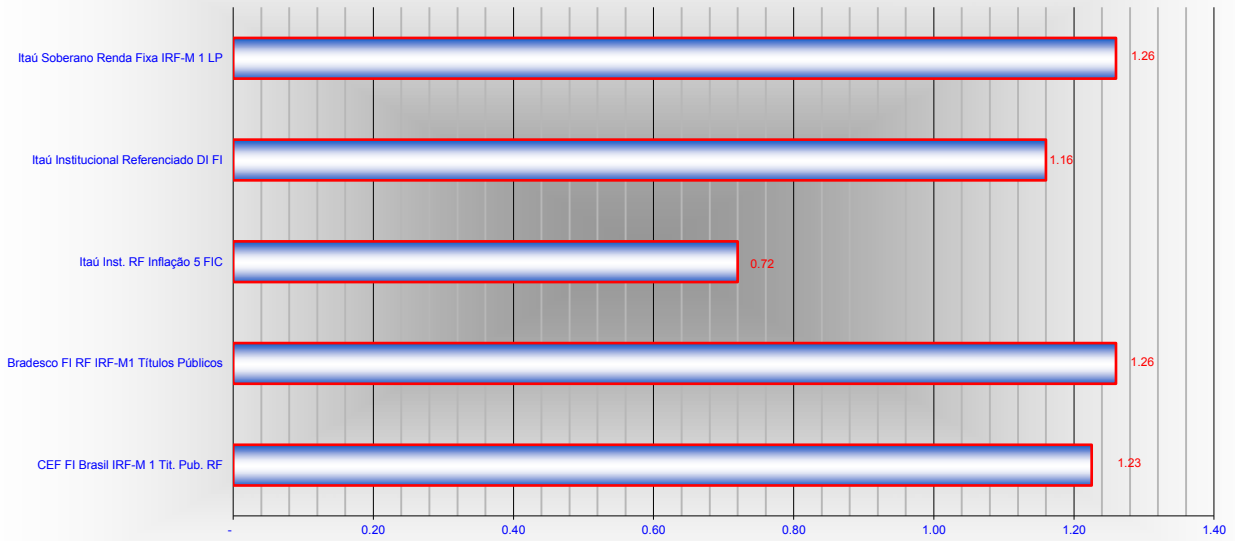 Itaú Soberano Renda Fixa IRF-M 1 LP
1.26
Itaú Institucional Referenciado DI FI
1.16
Itaú Inst. RF Inflação 5 FIC
0.72
Bradesco FI RF IRF-M1 Títulos Públicos
1.26
CEF FI Brasil IRF-M 1 Tit. Pub. RF
1.23
- 0.20 0.40 0.60 0.80 1.00 1.20 1.40